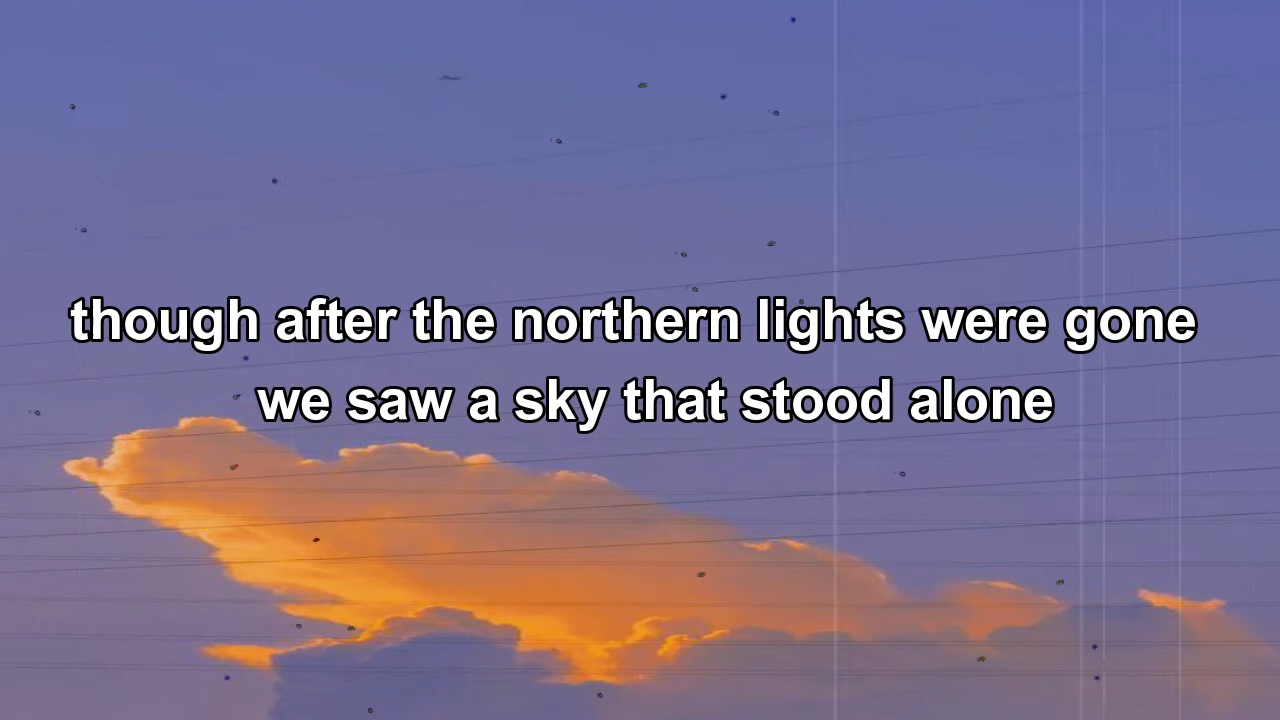 though after the northern lights were gone
we saw a sky that stood alone